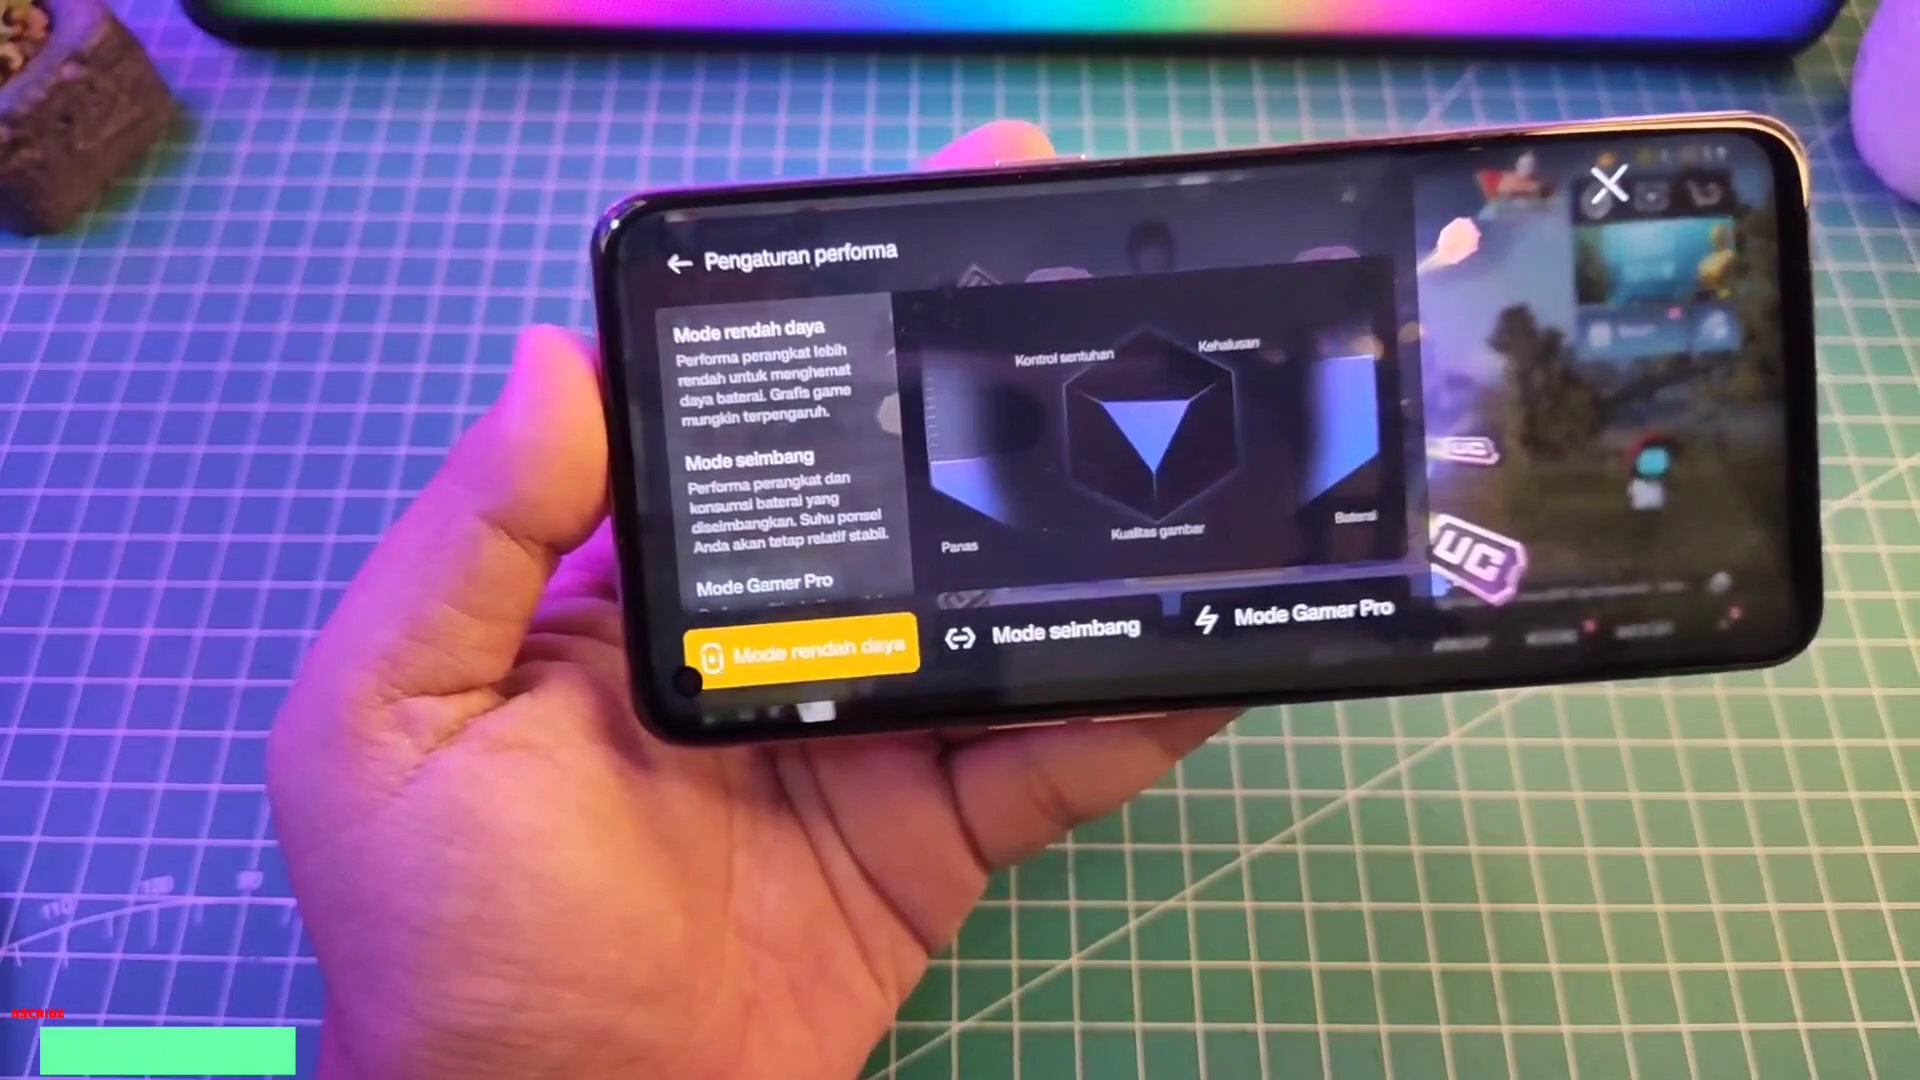 Pengaturan performa
Mode rendah daya
Performa perangkat lebih
rendah untuk menghemat
daya baterai. Grafis game
mungkin terpengaruh.
Mode seimbang
Performa perangkat dan
konsumsi baterai yang
diseimbangkan. Suhu ponsel
Anda akan tetap relatif stabil.
Mode Gamer Pro
Kontrol sentuhan
Kehalusan
Panas
Kualitas gambar
Baterai
Mode rendah daya
Mode seimbang
Mode Gamer Pro
UC
UC
110